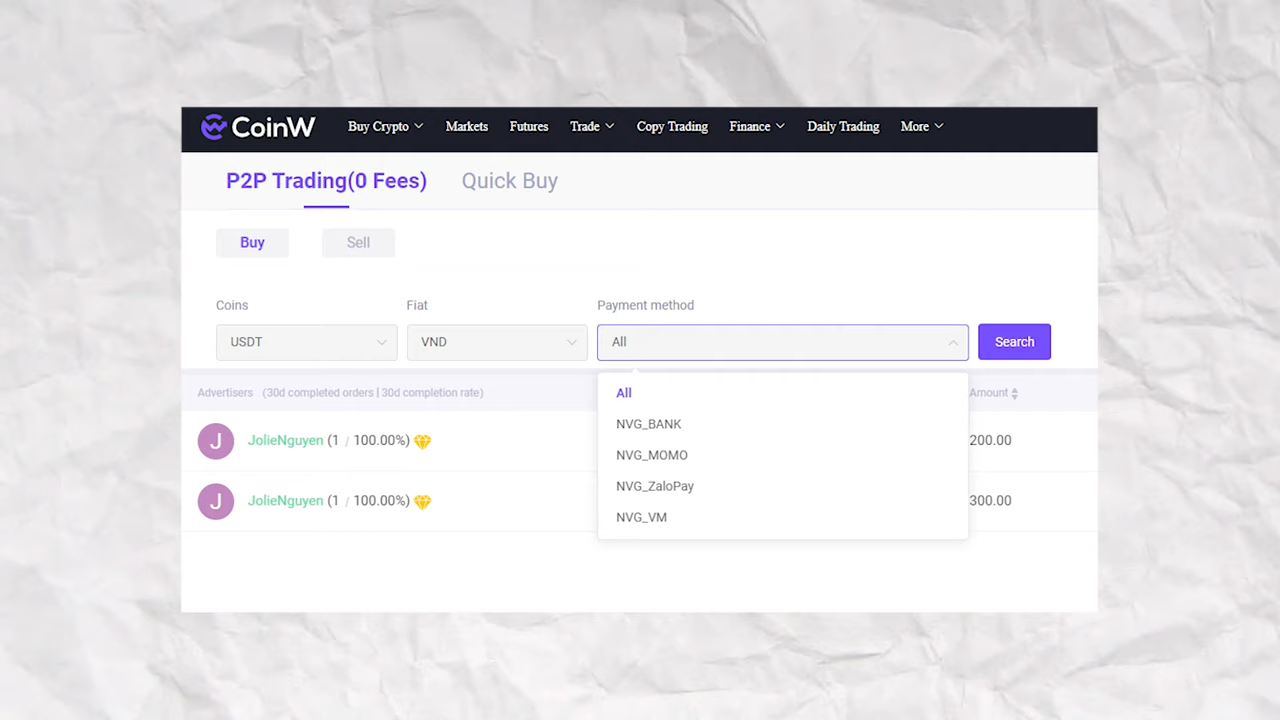 CoinW Buy Crypto Markets Futures Trade Copy Trading Finance Daily Trading More
P2P Trading(0 Fees) Quick Buy
Buy Sell
Coins Fiat Payment method
USDT VND All Search
Advertisers (30d completed orders | 30d completion rate) Amount
All
NVG_BANK
J JolieNguyen (1 / 100.00%) 200.00
NVG_MOMO
NVG_ZaloPay
J JolieNguyen (1 / 100.00%) 300.00
NVG_VM